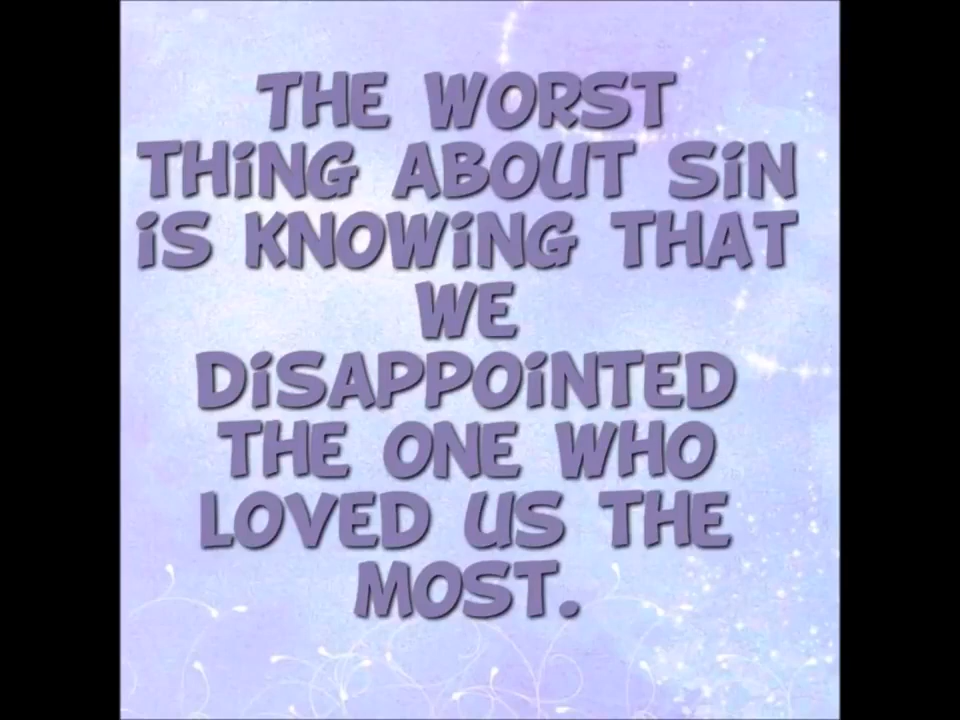 THE WORST
THiNG ABOUT SiN
iS KNOWiNG THAT
WE
DiSAPPOiNTED
THE ONE WHO
LOVED US THE
MOST.